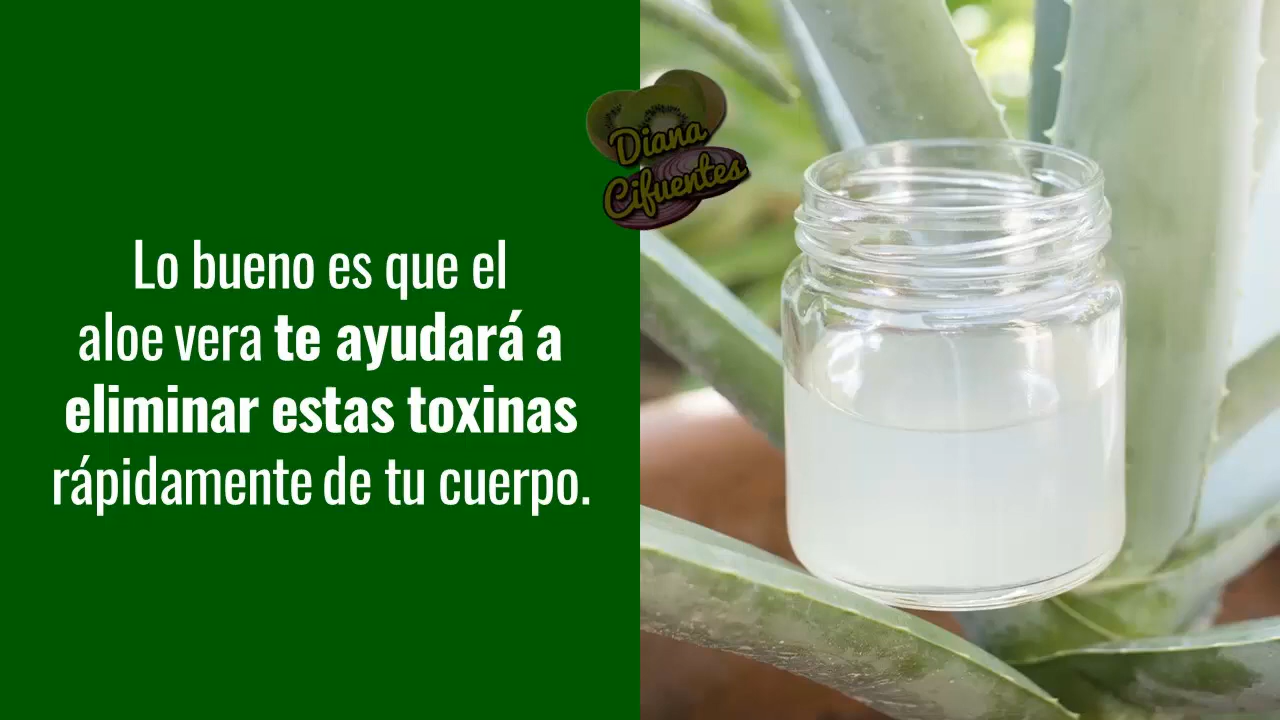 Diana
Cifuentes
Lo bueno es que el
aloe vera te ayudará a
eliminar estas toxinas
rápidamente de tu cuerpo.